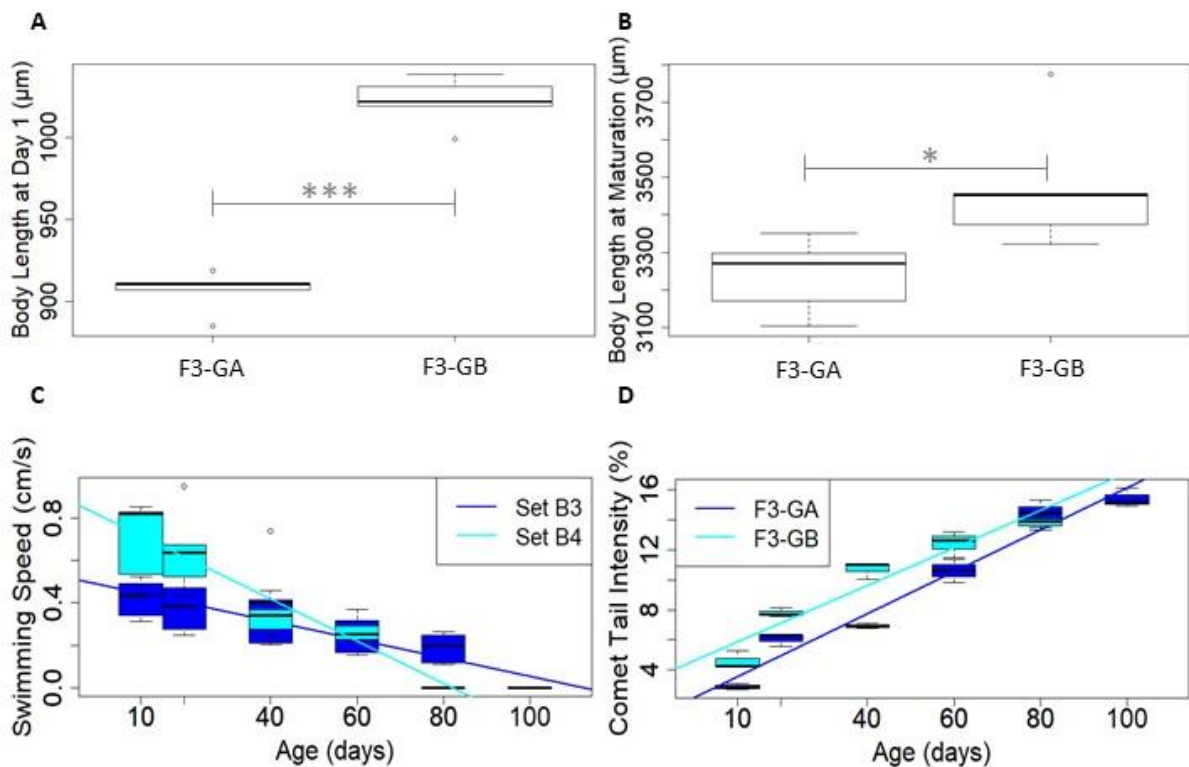 A
Body Length at Day 1 (µm)
1000
950
900
***
F3-GA
F3-GB
B
Body Length at Maturation (µm)
3700
3500
3300
3100
*
F3-GA
F3-GB
C
Swimming Speed (cm/s)
0.8
0.4
0.0
Set B3
Set B4
10
40
60
80
100
Age (days)
D
Comet Tail Intensity (%)
16
12
8
4
F3-GA
F3-GB
10
40
60
80
100
Age (days)